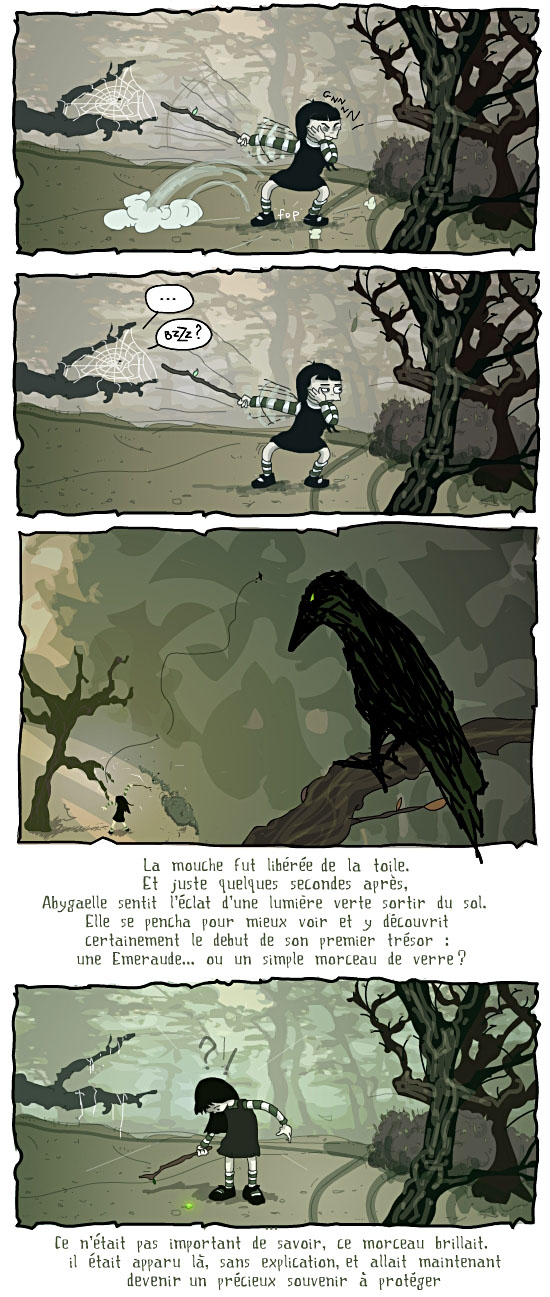 GNNNNN
fop
...
BZZZ?
La mouche fut libérée de la toile.
Et juste quelques secondes après,
Abygaelle sentit l'éclat d'une lumière verte sortir du sol.
Elle se pencha pour mieux voir et y découvrit
certainement le debut de son premier trésor :
une Emeraude... ou un simple morceau de verre ?
?!
...
Ce n'était pas important de savoir, ce morceau brillait.
il était apparu là, sans explication, et allait maintenant
devenir un précieux souvenir à protéger